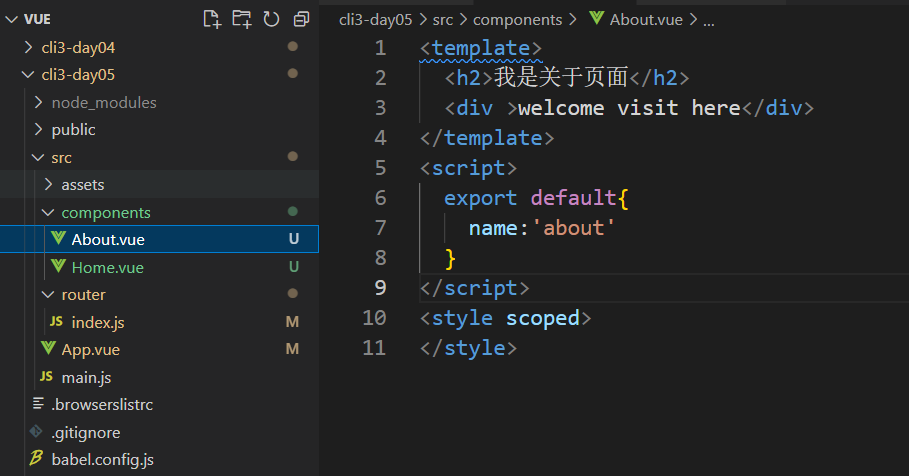 VUE
cli3-day04
cli3-day05
node_modules
public
src
assets
components
About.vue U
Home.vue U
router
JS index.js M
App.vue M
JS main.js
.browserslistrc
.gitignore
babel.config.js
cli3-day05 > src > components > About.vue > ...
1 <template>
2 <h2>我是关于页面</h2>
3 <div >welcome visit here</div>
4 </template>
5 <script>
6 export default{
7 name:'about'
8 }
9 </script>
10 <style scoped>
11 </style>